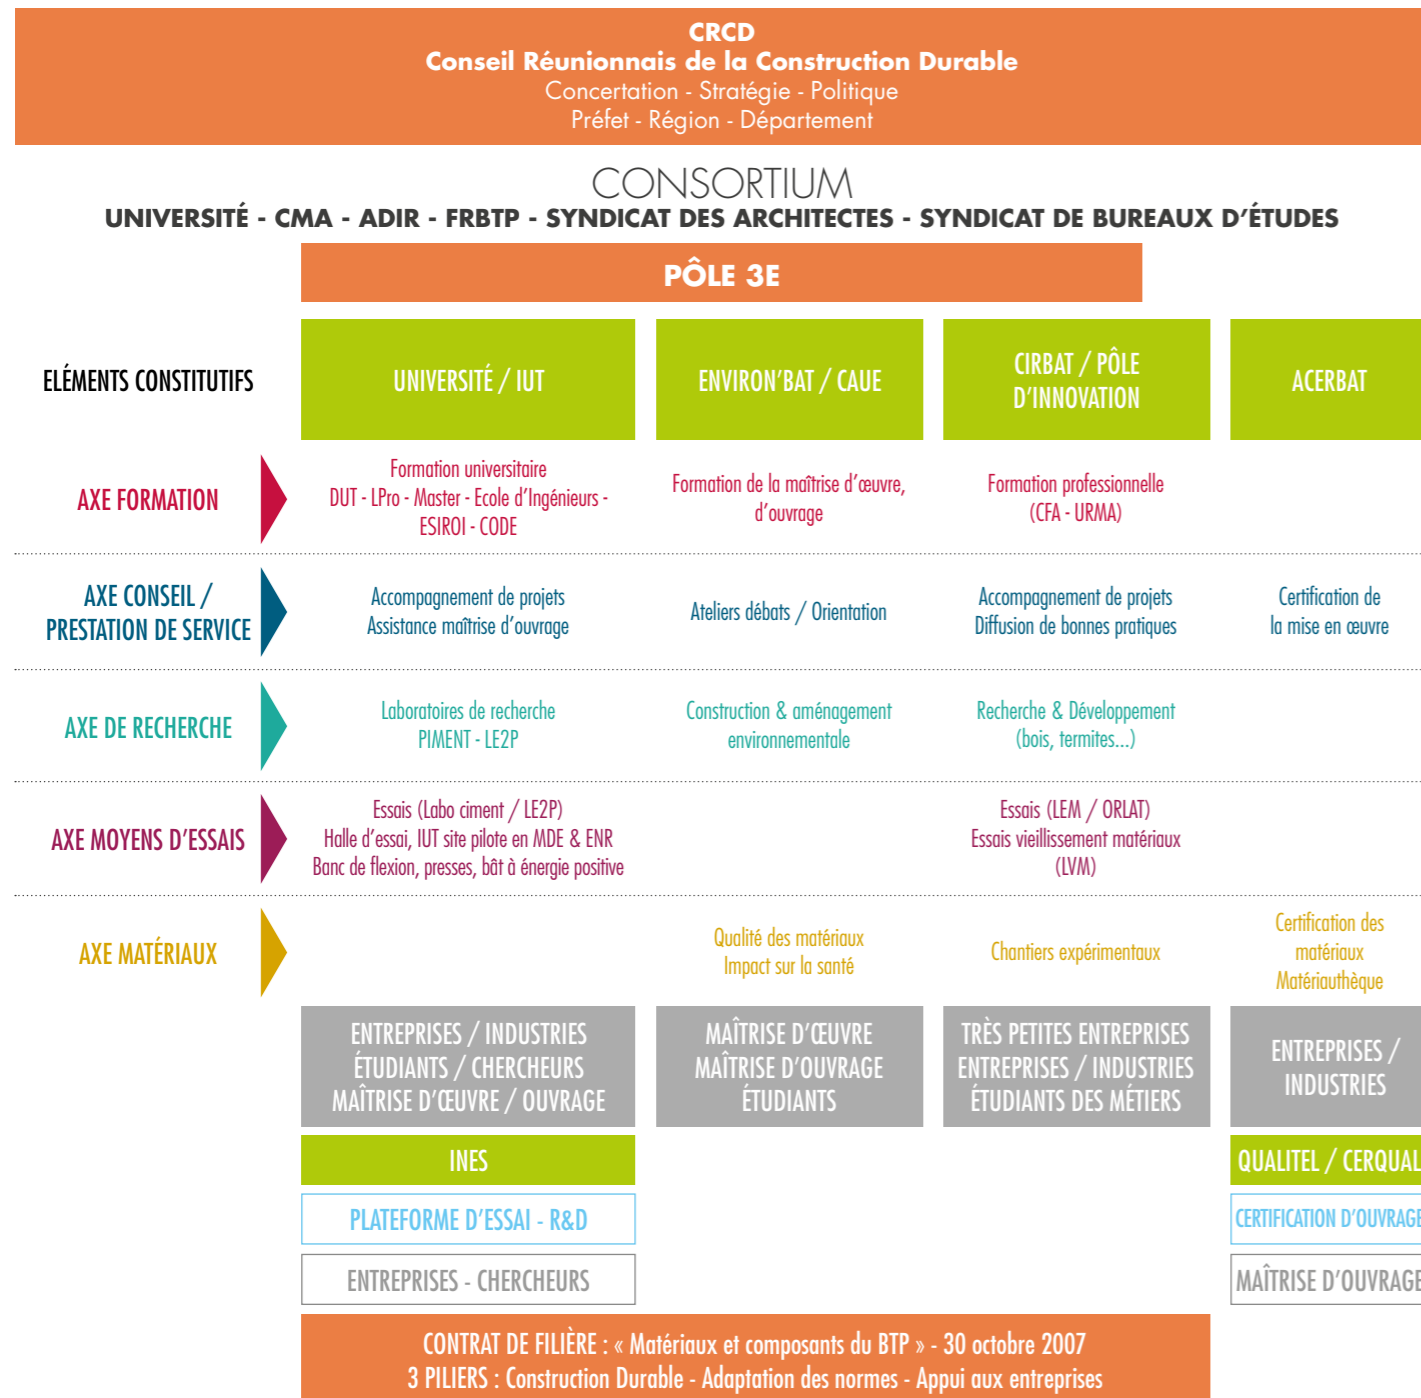 CRCD
Conseil Réunionnais de la Construction Durable
Concertation - Stratégie - Politique
Préfet - Région - Département
CONSORTIUM
UNIVERSITÉ - CMA - ADIR - FRBTP - SYNDICAT DES ARCHITECTES - SYNDICAT DE BUREAUX D'ÉTUDES
PÔLE 3E
ELÉMENTS CONSTITUTIFS
UNIVERSITÉ / IUT
ENVIRON'BAT / CAUE
CIRBAT / PÔLE
D'INNOVATION
ACERBAT
AXE FORMATION
Formation universitaire
DUT - LPro - Master - Ecole d'Ingénieurs -
ESIROI - CODE
Formation de la maîtrise d'œuvre,
d'ouvrage
Formation professionnelle
(CFA - URMA)
AXE CONSEIL /
PRESTATION DE SERVICE
Accompagnement de projets
Assistance maîtrise d'ouvrage
Ateliers débats / Orientation
Accompagnement de projets
Diffusion de bonnes pratiques
Certification de
la mise en œuvre
AXE DE RECHERCHE
Laboratoires de recherche
PIMENT - LE2P
Construction & aménagement
environnementale
Recherche & Développement
(bois, termites...)
AXE MOYENS D'ESSAIS
Essais (Labo ciment / LE2P)
Halle d'essai, IUT site pilote en MDE & ENR
Banc de flexion, presses, bât à énergie positive
Essais (LEM / ORLAT)
Essais vieillissement matériaux
(LVM)
AXE MATÉRIAUX
Qualité des matériaux
Impact sur la santé
Chantiers expérimentaux
Certification des
matériaux
Matériauthèque
ENTREPRISES / INDUSTRIES
ÉTUDIANTS / CHERCHEURS
MAÎTRISE D'ŒUVRE / OUVRAGE
MAÎTRISE D'ŒUVRE
MAÎTRISE D'OUVRAGE
ÉTUDIANTS
TRÈS PETITES ENTREPRISES
ENTREPRISES / INDUSTRIES
ÉTUDIANTS DES MÉTIERS
ENTREPRISES /
INDUSTRIES
INES
QUALITEL / CERQUAL
PLATEFORME D'ESSAI - R&D
CERTIFICATION D'OUVRAGE
ENTREPRISES - CHERCHEURS
MAÎTRISE D'OUVRAGE
CONTRAT DE FILIÈRE : « Matériaux et composants du BTP » - 30 octobre 2007
3 PILIERS : Construction Durable - Adaptation des normes - Appui aux entreprises